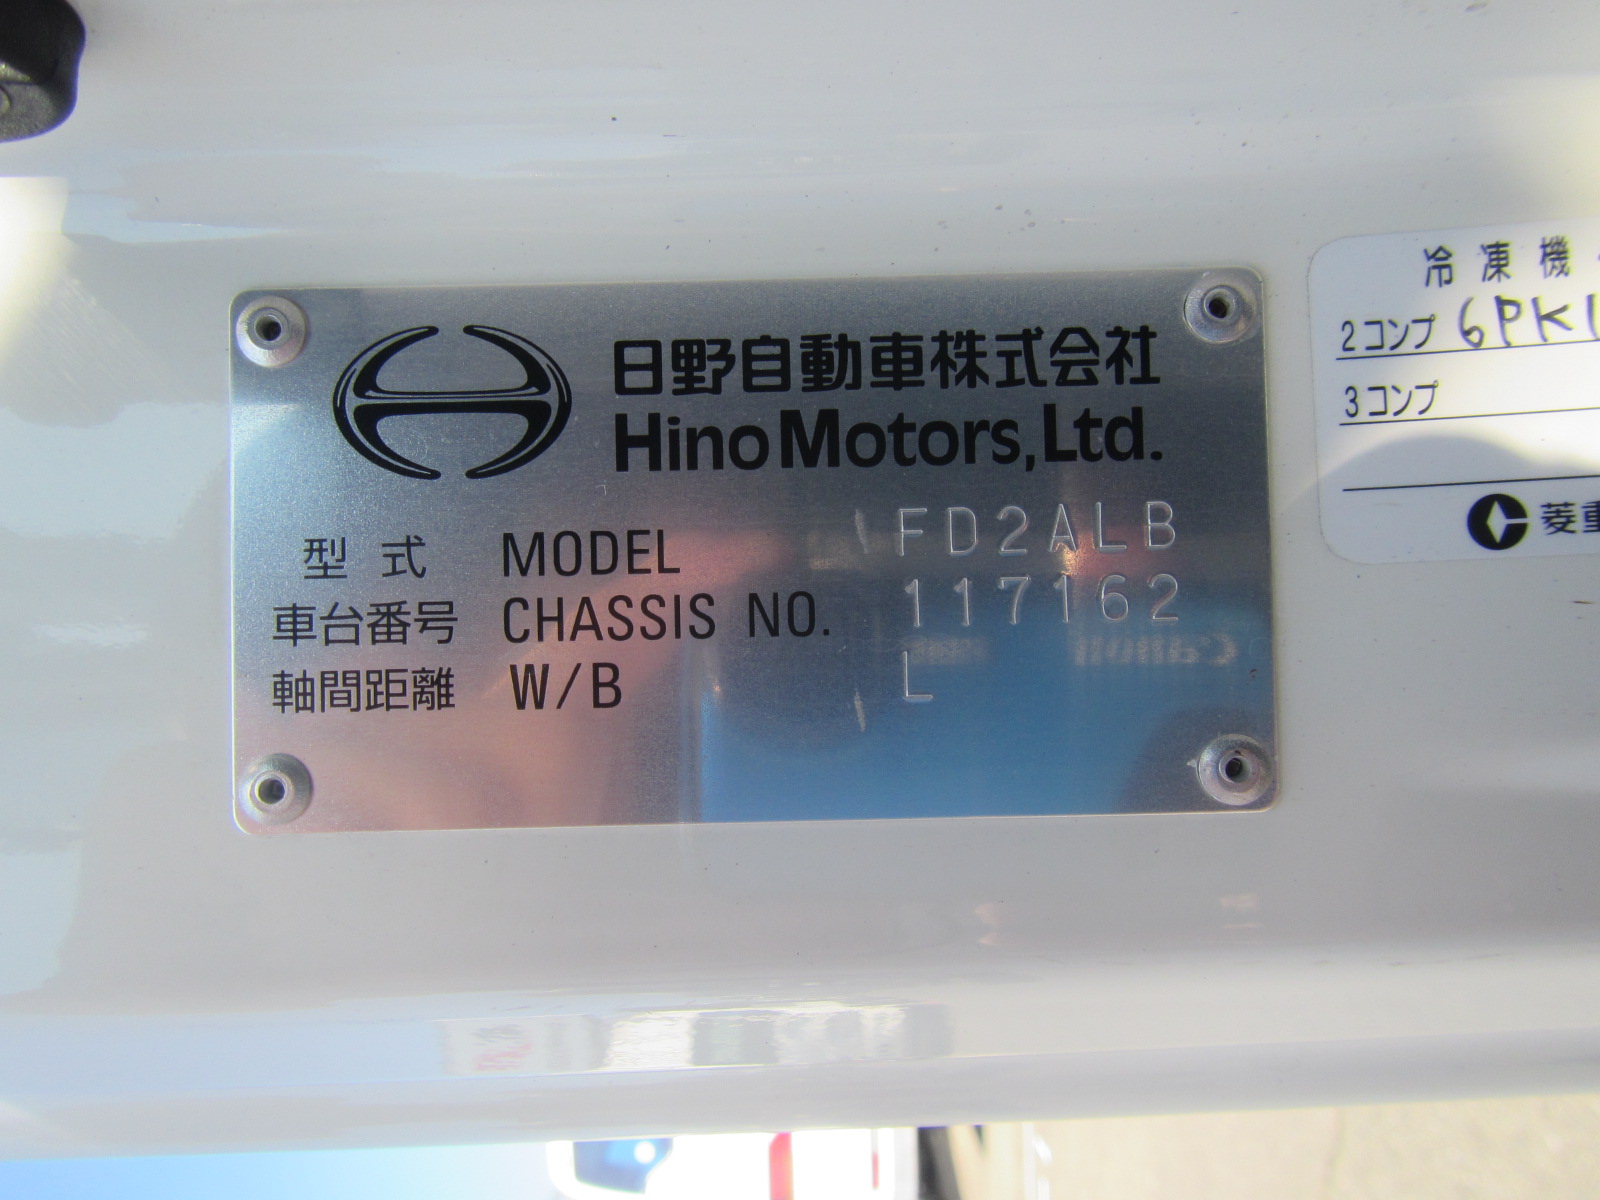 日野自動車株式会社
Hino Motors, Ltd.
型式 MODEL FD2ALB
車台番号 CHASSIS NO. 117162
軸間距離 W/B L
冷凍機
2コンプ 6PK1
3コンプ
菱重